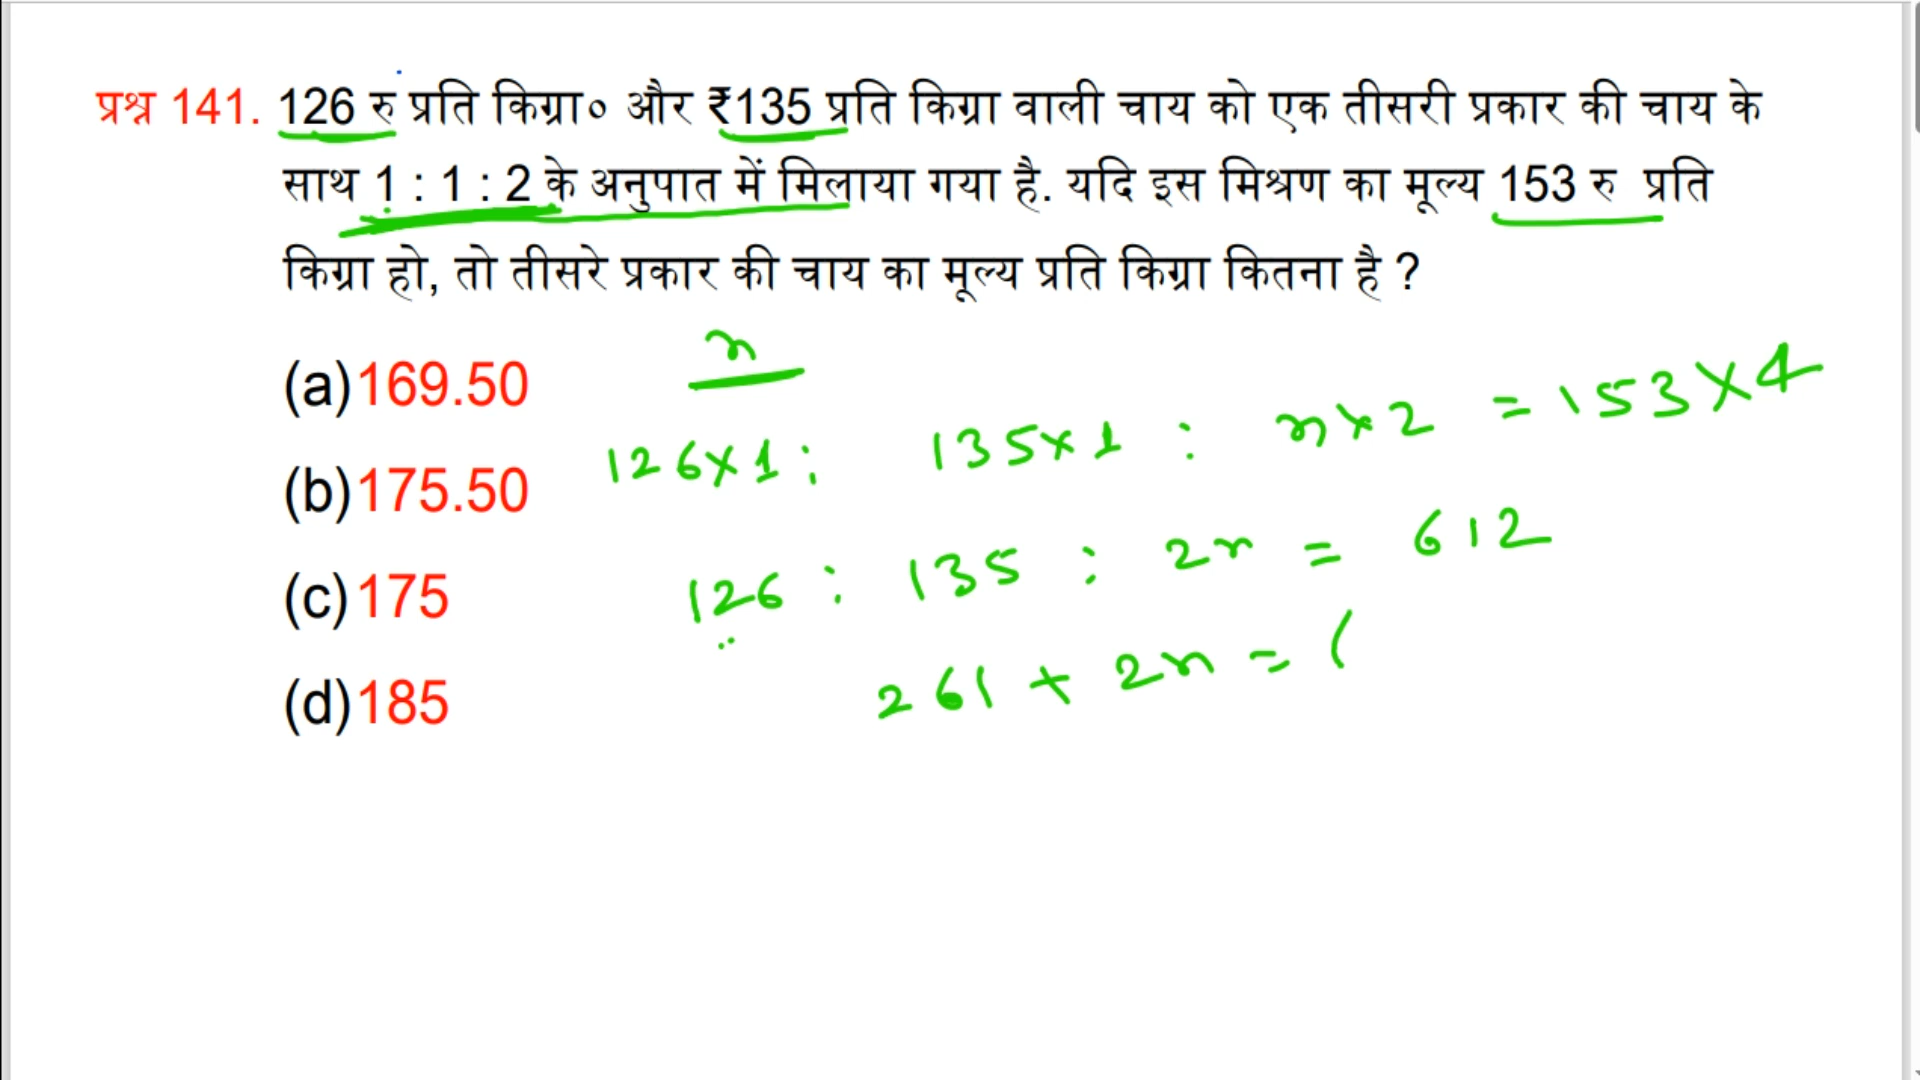 प्रश्न 141. 126 रु प्रति किग्रा० और ₹135 प्रति किग्रा वाली चाय को एक तीसरी प्रकार की चाय के
साथ 1 : 1 : 2 के अनुपात में मिलाया गया है. यदि इस मिश्रण का मूल्य 153 रु प्रति
किग्रा हो, तो तीसरे प्रकार की चाय का मूल्य प्रति किग्रा कितना है ?
(a)169.50
(b)175.50
(c)175
(d)185
x
126×1 : 135×1 : x×2 = 153×4
126 : 135 : 2x = 612
261 + 2x = (